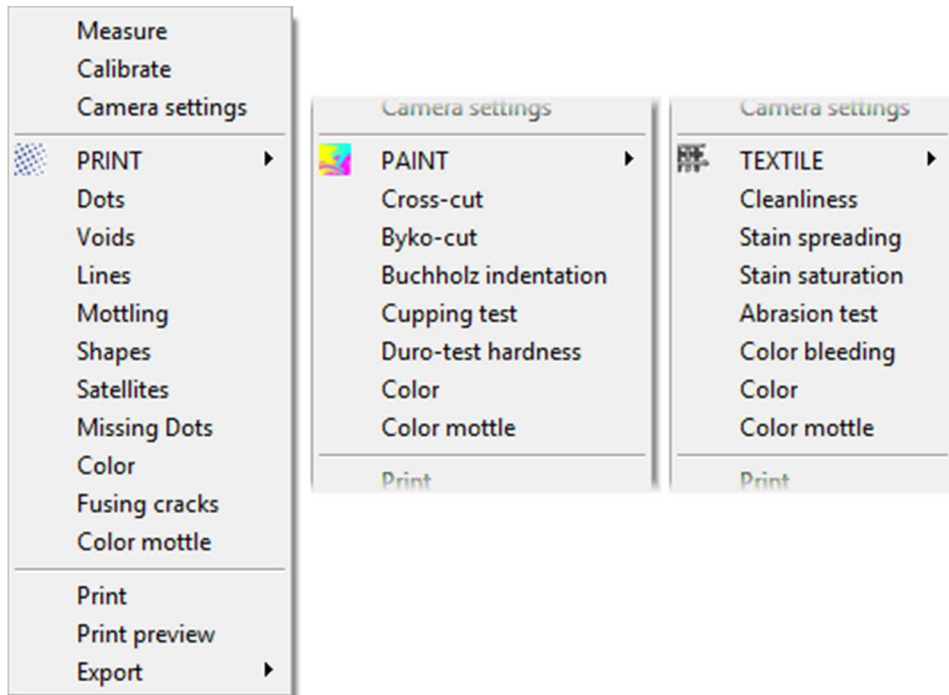 Measure
Calibrate
Camera settings
PRINT
Dots
Voids
Lines
Mottling
Shapes
Satellites
Missing Dots
Color
Fusing cracks
Color mottle
Print
Print preview
Export
Camera settings
PAINT
Cross-cut
Byko-cut
Buchholz indentation
Cupping test
Duro-test hardness
Color
Color mottle
Print
Camera settings
TEXTILE
Cleanliness
Stain spreading
Stain saturation
Abrasion test
Color bleeding
Color
Color mottle
Print